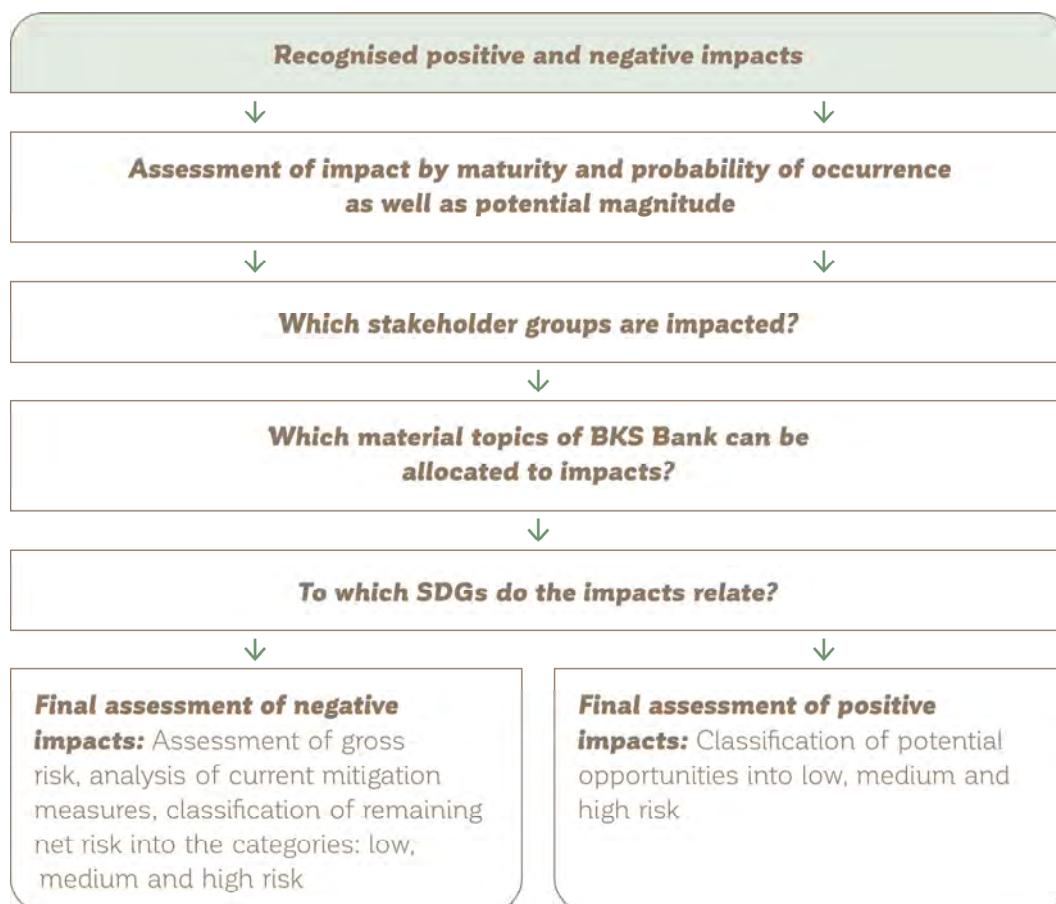 Recognised positive and negative impacts
Assessment of impact by maturity and probability of occurrence
as well as potential magnitude
Which stakeholder groups are impacted?
Which material topics of BKS Bank can be
allocated to impacts?
To which SDGs do the impacts relate?
Final assessment of negative
impacts: Assessment of gross
risk, analysis of current mitigation
measures, classification of remaining
net risk into the categories: low,
medium and high risk
Final assessment of positive
impacts: Classification of potential
opportunities into low, medium and
high risk